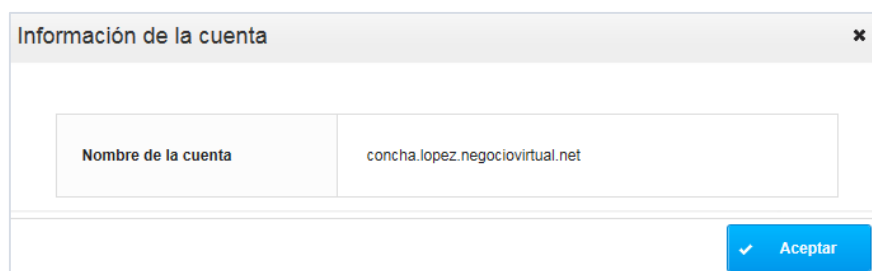 Información de la cuenta
Nombre de la cuenta concha.lopez.negociovirtual.net
Aceptar